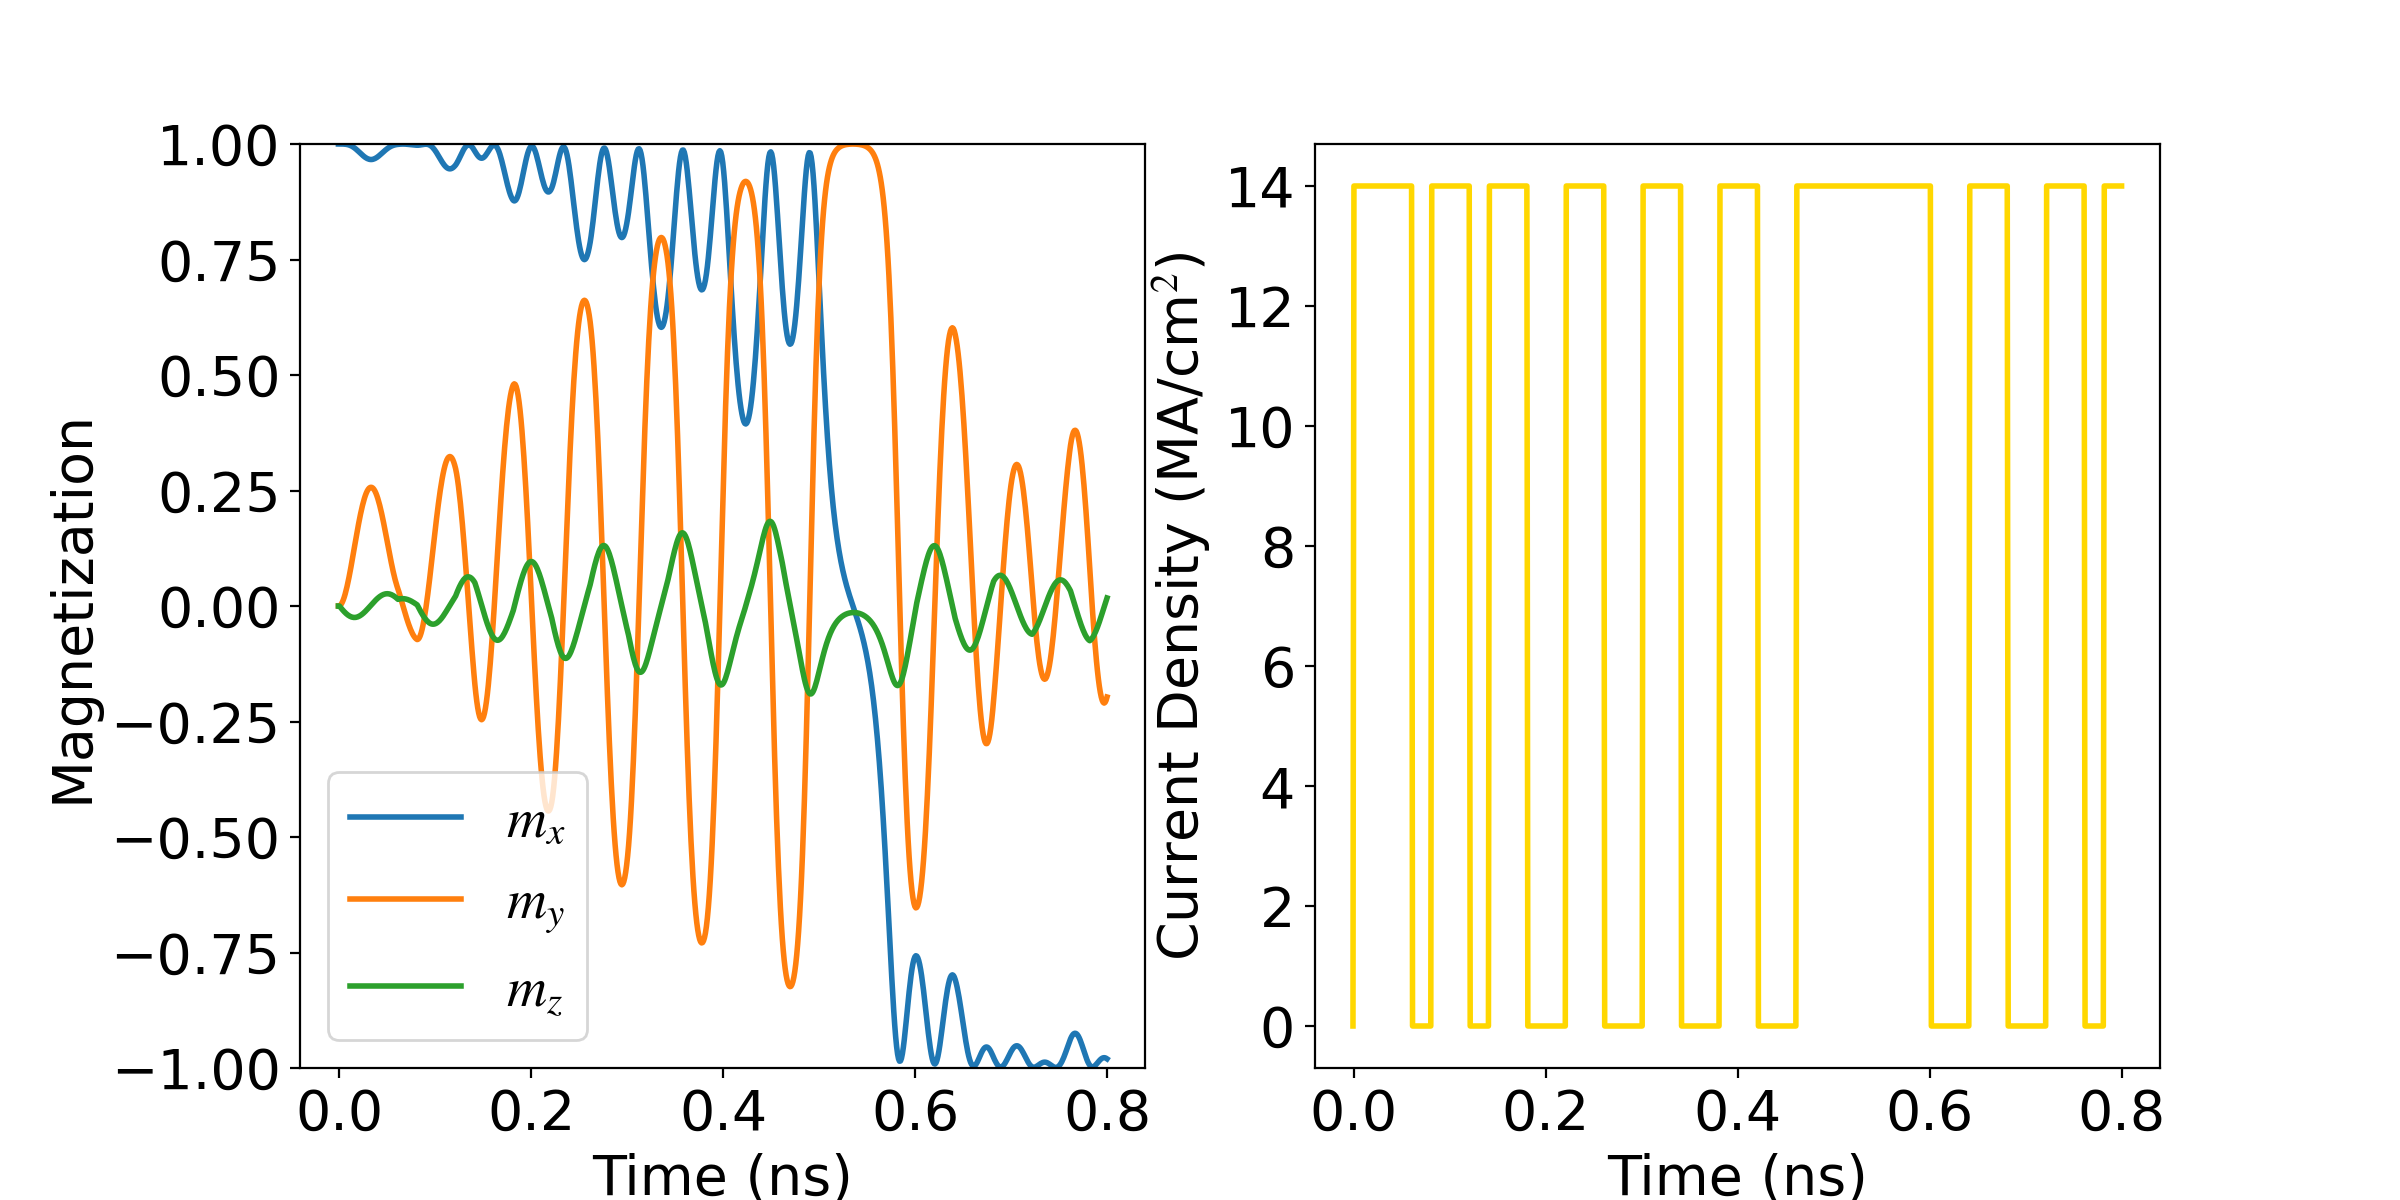 Magnetization
1.00
0.75
0.50
0.25
0.00
−0.25
−0.50
−0.75
−1.00
m_x
m_y
m_z
0.0 0.2 0.4 0.6 0.8
Time (ns)
Current Density (MA/cm²)
14
12
10
8
6
4
2
0
0.0 0.2 0.4 0.6 0.8
Time (ns)